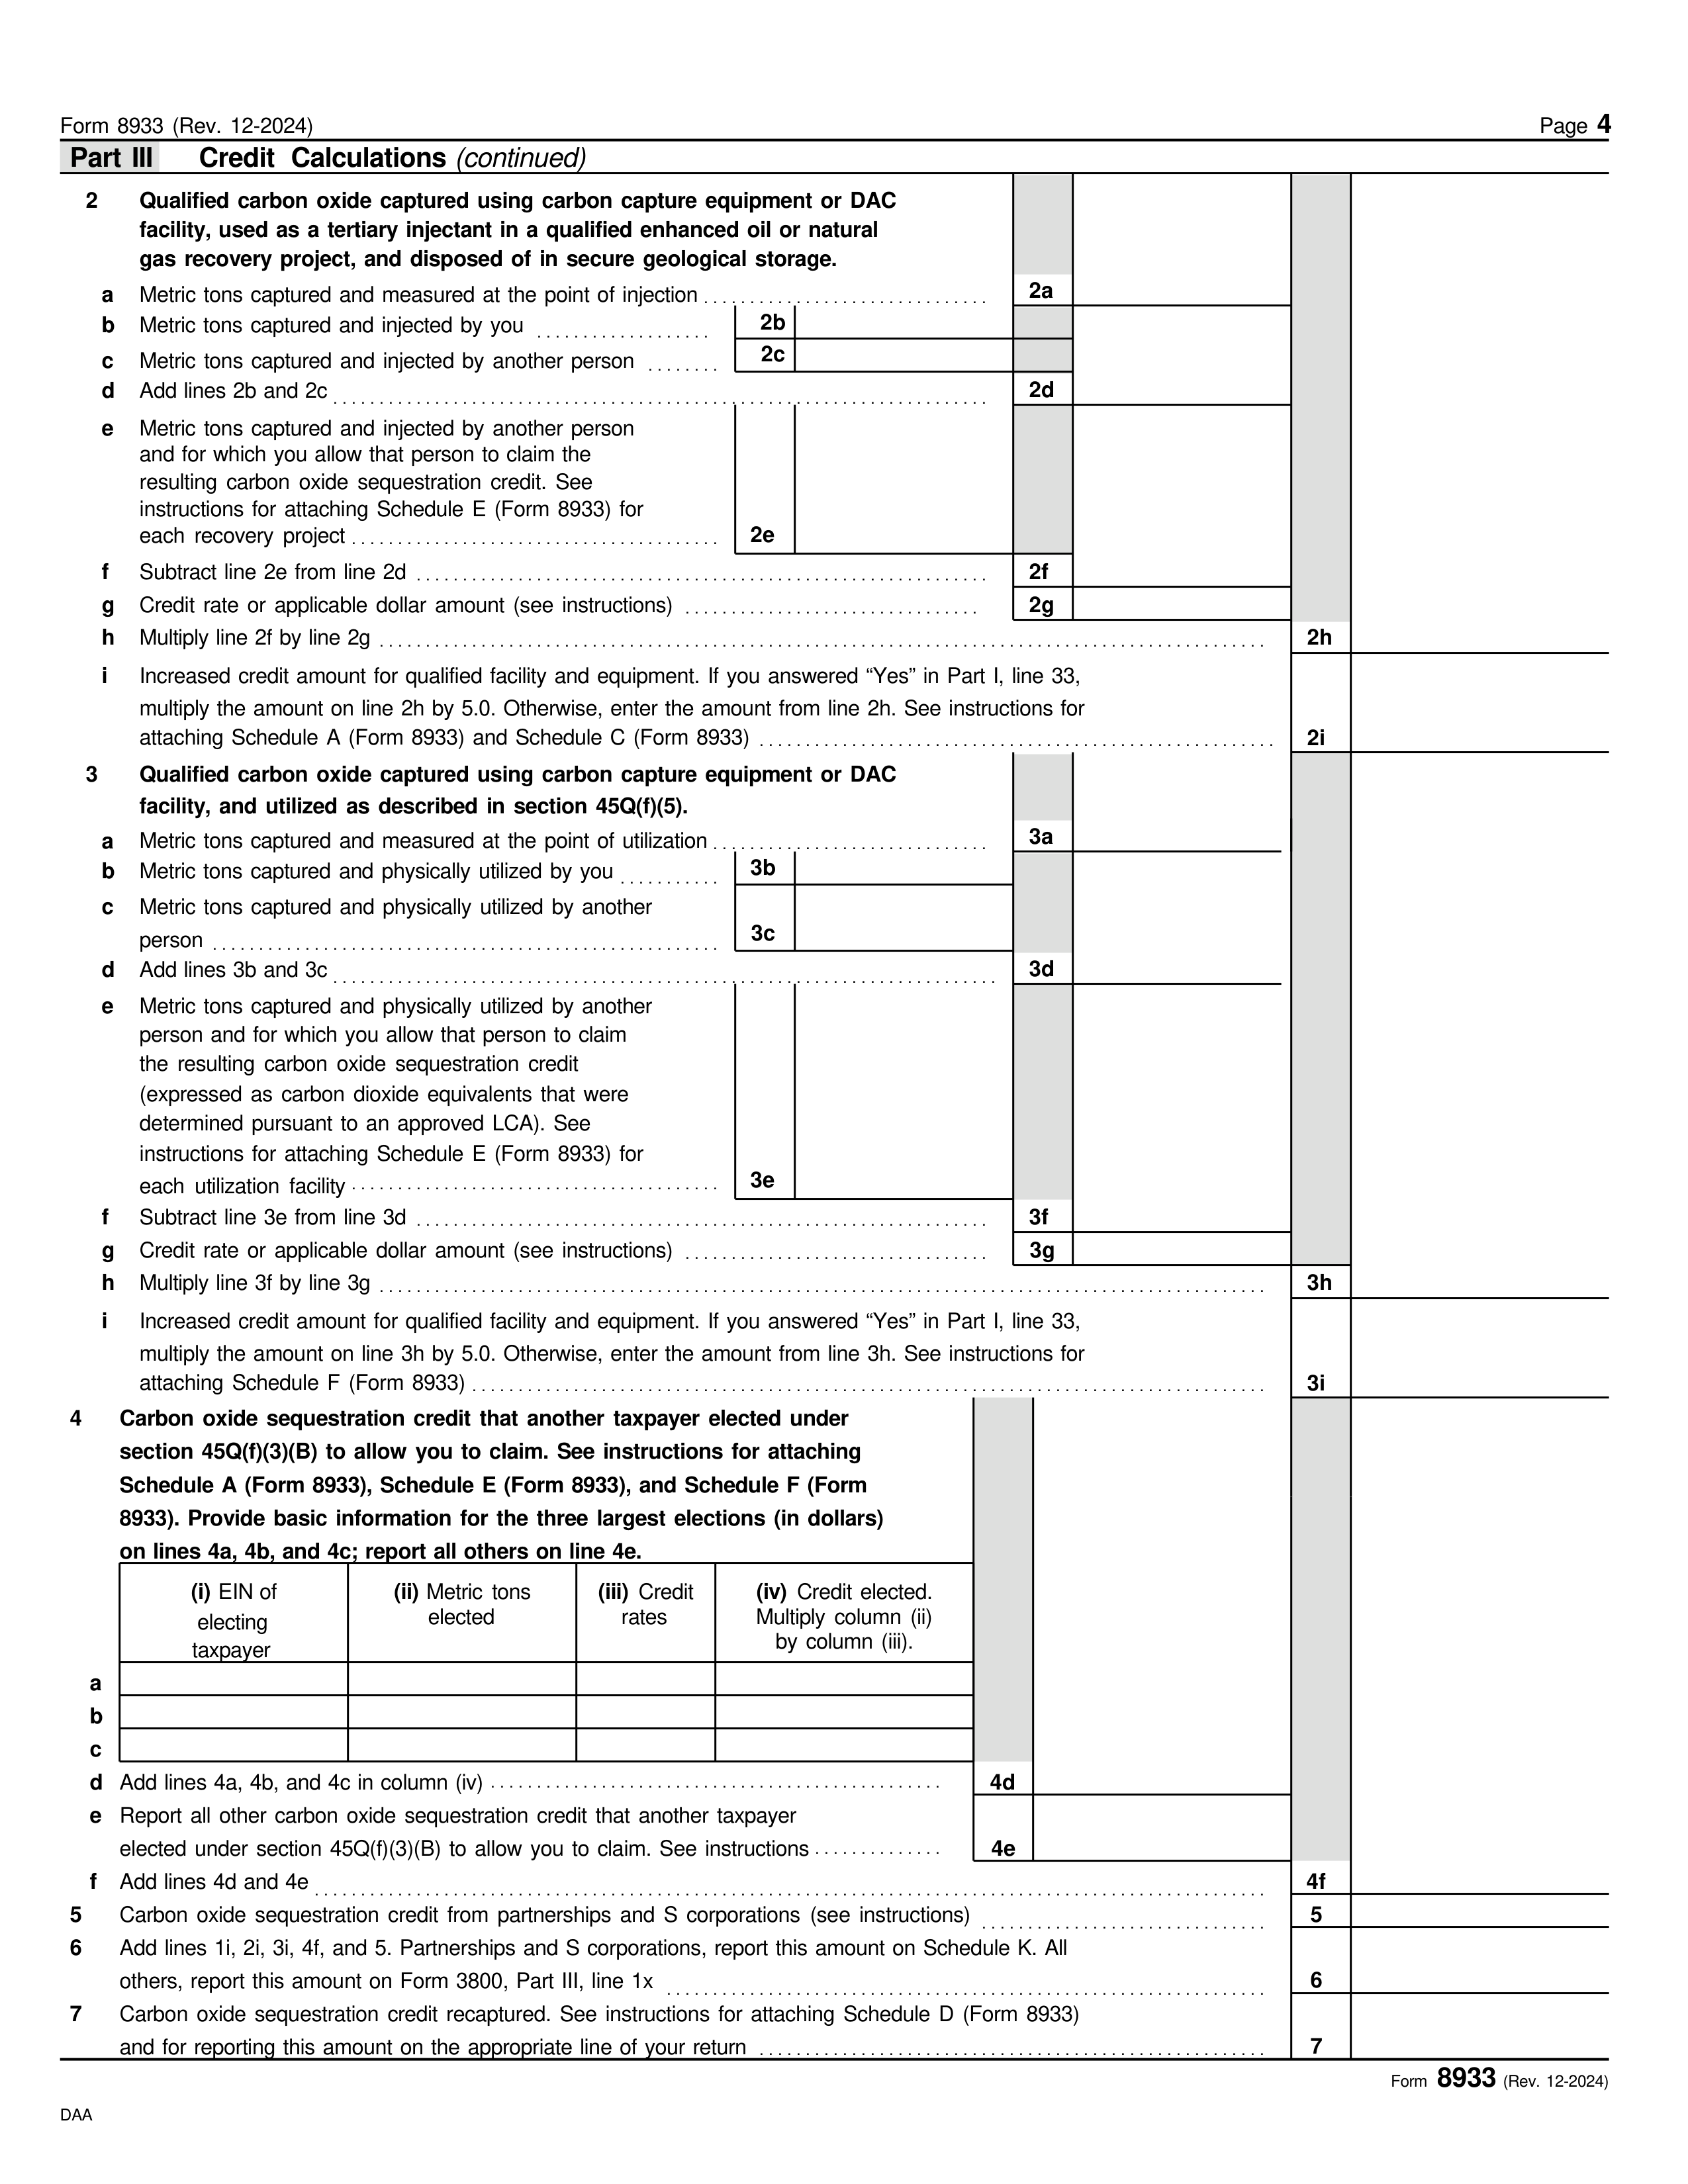 Form 8933 (Rev. 12-2024) Page 4
Part III Credit Calculations (continued)
2 Qualified carbon oxide captured using carbon capture equipment or DAC
facility, used as a tertiary injectant in a qualified enhanced oil or natural
gas recovery project, and disposed of in secure geological storage.
a Metric tons captured and measured at the point of injection 2a
b Metric tons captured and injected by you 2b
c Metric tons captured and injected by another person 2c
d Add lines 2b and 2c 2d
e Metric tons captured and injected by another person
and for which you allow that person to claim the
resulting carbon oxide sequestration credit. See
instructions for attaching Schedule E (Form 8933) for
each recovery project 2e
f Subtract line 2e from line 2d 2f
g Credit rate or applicable dollar amount (see instructions) 2g
h Multiply line 2f by line 2g 2h
i Increased credit amount for qualified facility and equipment. If you answered “Yes” in Part I, line 33,
multiply the amount on line 2h by 5.0. Otherwise, enter the amount from line 2h. See instructions for
attaching Schedule A (Form 8933) and Schedule C (Form 8933) 2i
3 Qualified carbon oxide captured using carbon capture equipment or DAC
facility, and utilized as described in section 45Q(f)(5).
a Metric tons captured and measured at the point of utilization 3a
b Metric tons captured and physically utilized by you 3b
c Metric tons captured and physically utilized by another
person 3c
d Add lines 3b and 3c 3d
e Metric tons captured and physically utilized by another
person and for which you allow that person to claim
the resulting carbon oxide sequestration credit
(expressed as carbon dioxide equivalents that were
determined pursuant to an approved LCA). See
instructions for attaching Schedule E (Form 8933) for
each utilization facility 3e
f Subtract line 3e from line 3d 3f
g Credit rate or applicable dollar amount (see instructions) 3g
h Multiply line 3f by line 3g 3h
i Increased credit amount for qualified facility and equipment. If you answered “Yes” in Part I, line 33,
multiply the amount on line 3h by 5.0. Otherwise, enter the amount from line 3h. See instructions for
attaching Schedule F (Form 8933) 3i
4 Carbon oxide sequestration credit that another taxpayer elected under
section 45Q(f)(3)(B) to allow you to claim. See instructions for attaching
Schedule A (Form 8933), Schedule E (Form 8933), and Schedule F (Form
8933). Provide basic information for the three largest elections (in dollars)
on lines 4a, 4b, and 4c; report all others on line 4e.
(i) EIN of (ii) Metric tons (iii) Credit (iv) Credit elected.
electing elected rates Multiply column (ii)
taxpayer by column (iii).
a
b
c
d Add lines 4a, 4b, and 4c in column (iv) 4d
e Report all other carbon oxide sequestration credit that another taxpayer
elected under section 45Q(f)(3)(B) to allow you to claim. See instructions 4e
f Add lines 4d and 4e 4f
5 Carbon oxide sequestration credit from partnerships and S corporations (see instructions) 5
6 Add lines 1i, 2i, 3i, 4f, and 5. Partnerships and S corporations, report this amount on Schedule K. All
others, report this amount on Form 3800, Part III, line 1x 6
7 Carbon oxide sequestration credit recaptured. See instructions for attaching Schedule D (Form 8933)
and for reporting this amount on the appropriate line of your return 7
Form 8933 (Rev. 12-2024)
DAA